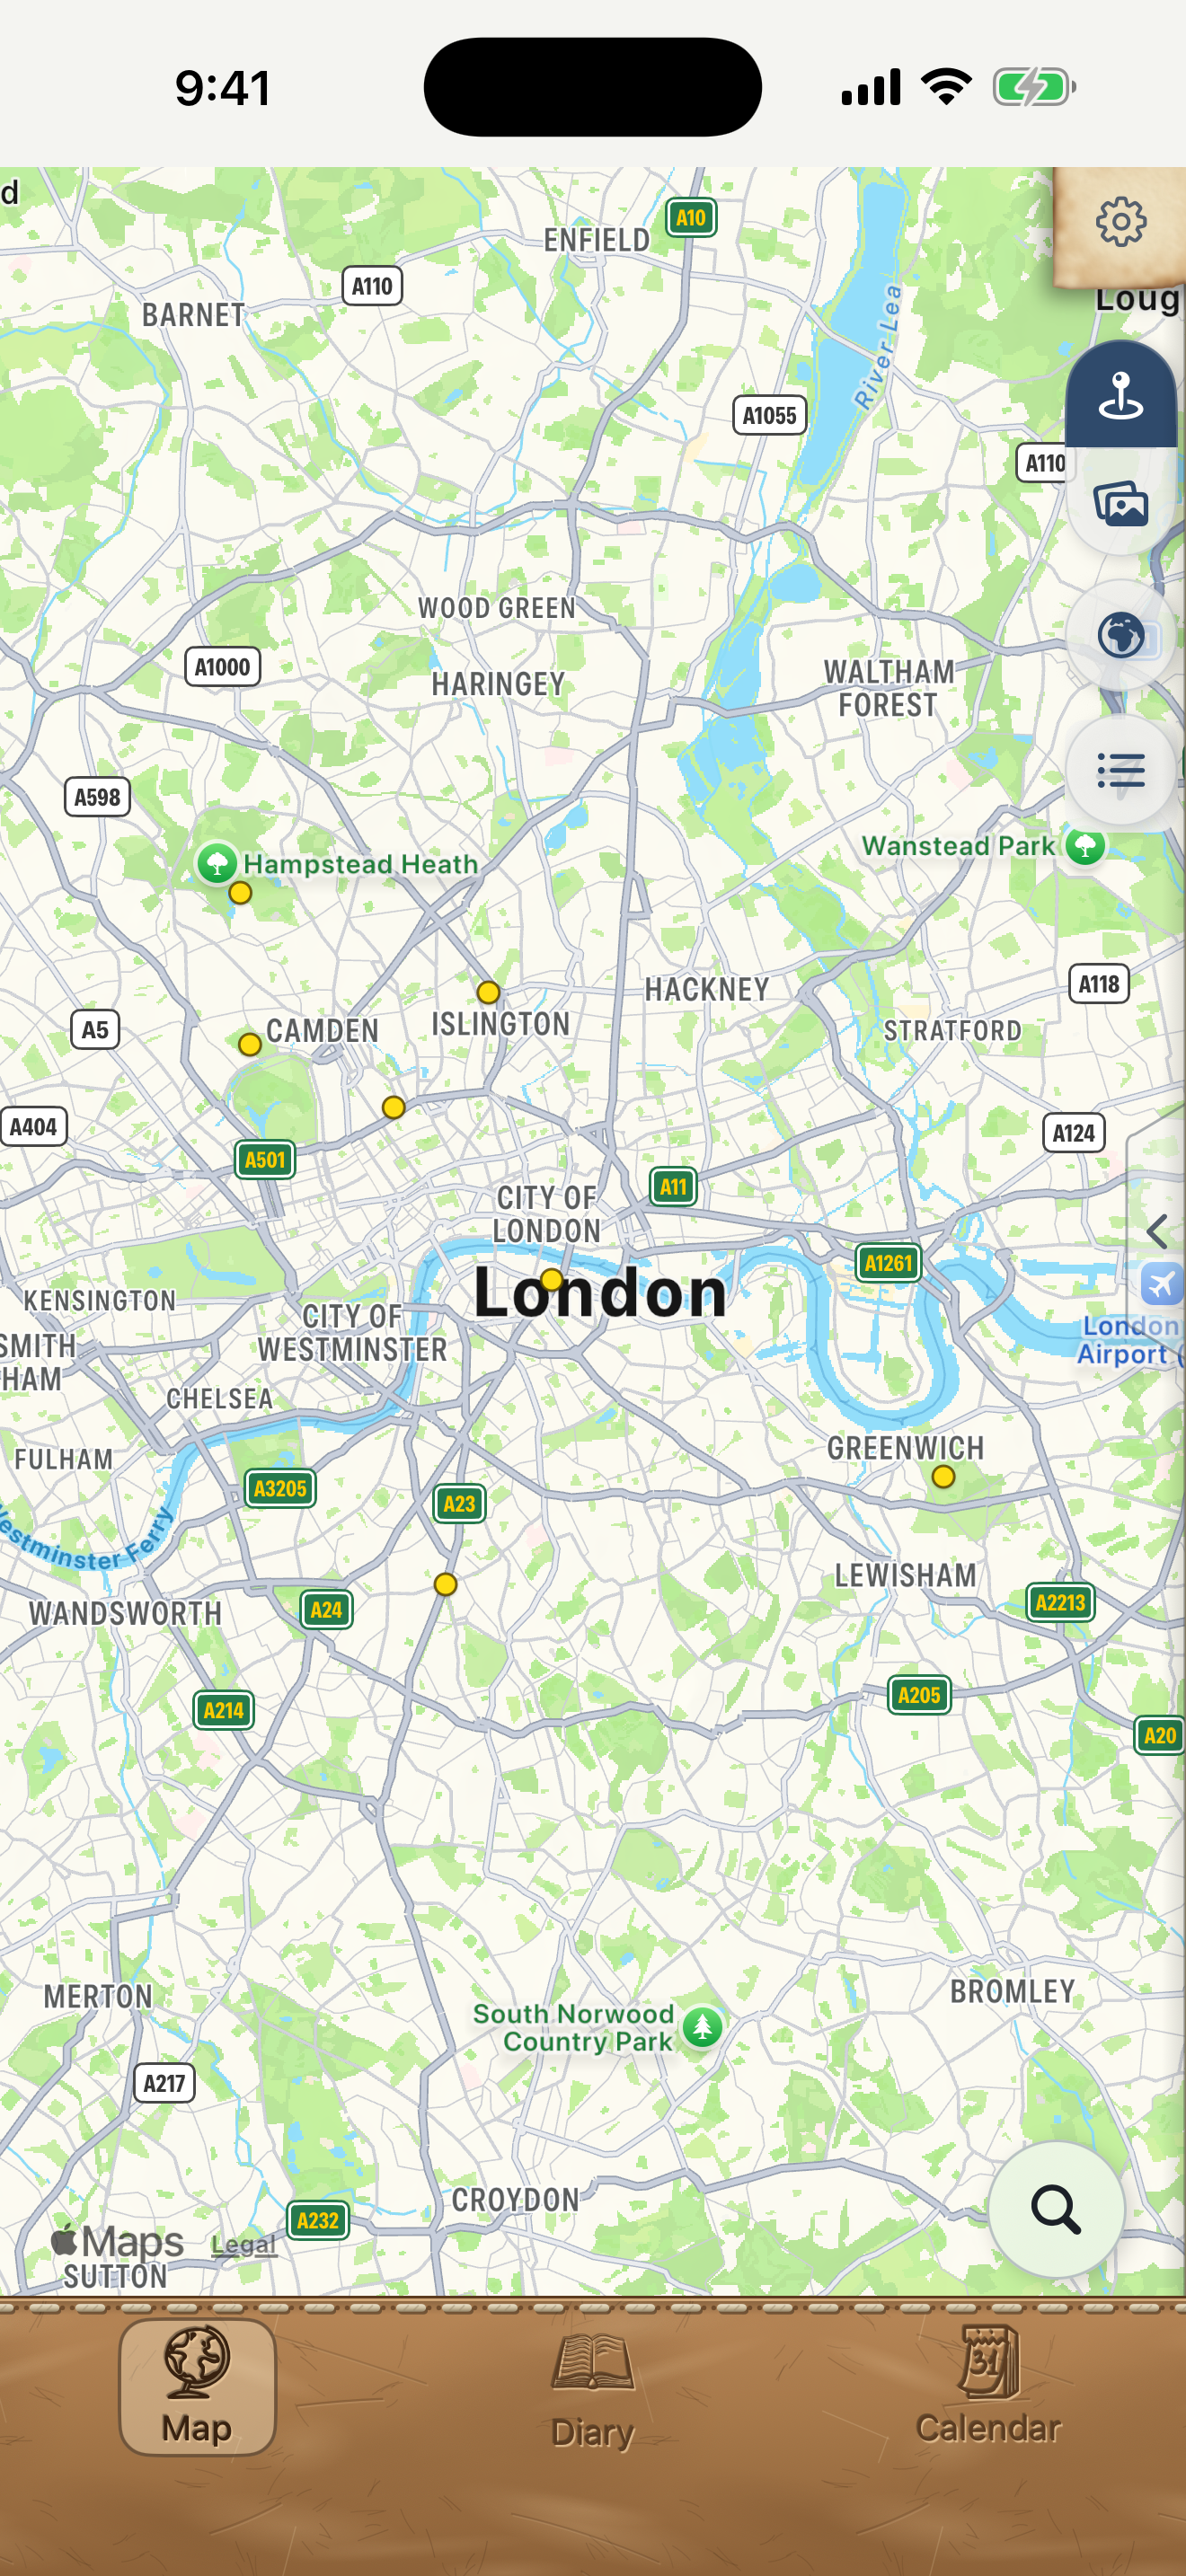 9:41
d
A10
ENFIELD
A110
BARNET
Loug
River Lea
A1055
A110
WOOD GREEN
A1000
HARINGEY
WALTHAM
FOREST
A598
Wanstead Park
Hampstead Heath
A118
HACKNEY
ISLINGTON
CAMDEN
A5
STRATFORD
A404
A124
A501
A11
CITY OF
LONDON
A1261
London
KENSINGTON
CITY OF
WESTMINSTER
London
Airport (
SMITH
HAM
CHELSEA
GREENWICH
FULHAM
A3205
A23
Westminster Ferry
LEWISHAM
A2213
WANDSWORTH
A24
A205
A214
A20
MERTON
BROMLEY
South Norwood
Country Park
A217
CROYDON
A232
Maps
Legal
SUTTON
31
Map
Diary
Calendar